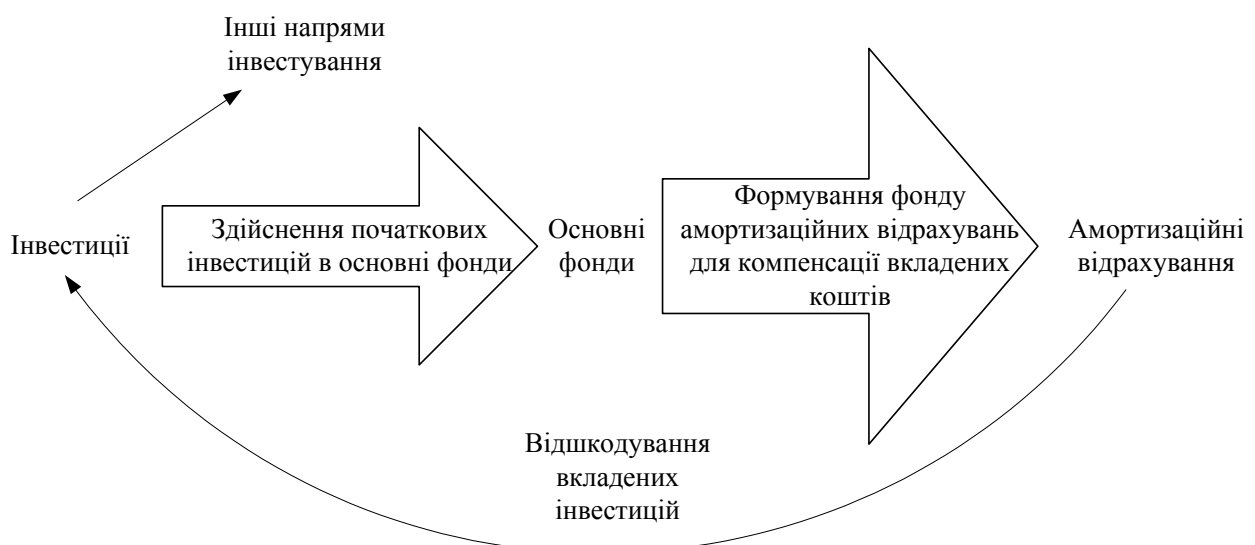 Інші напрями
інвестування
Інвестиції
Здійснення початкових
інвестицій в основні фонди
Основні
фонди
Формування фонду
амортизаційних відрахувань
для компенсації вкладених
коштів
Амортизаційні
відрахування
Відшкодування
вкладених
інвестицій